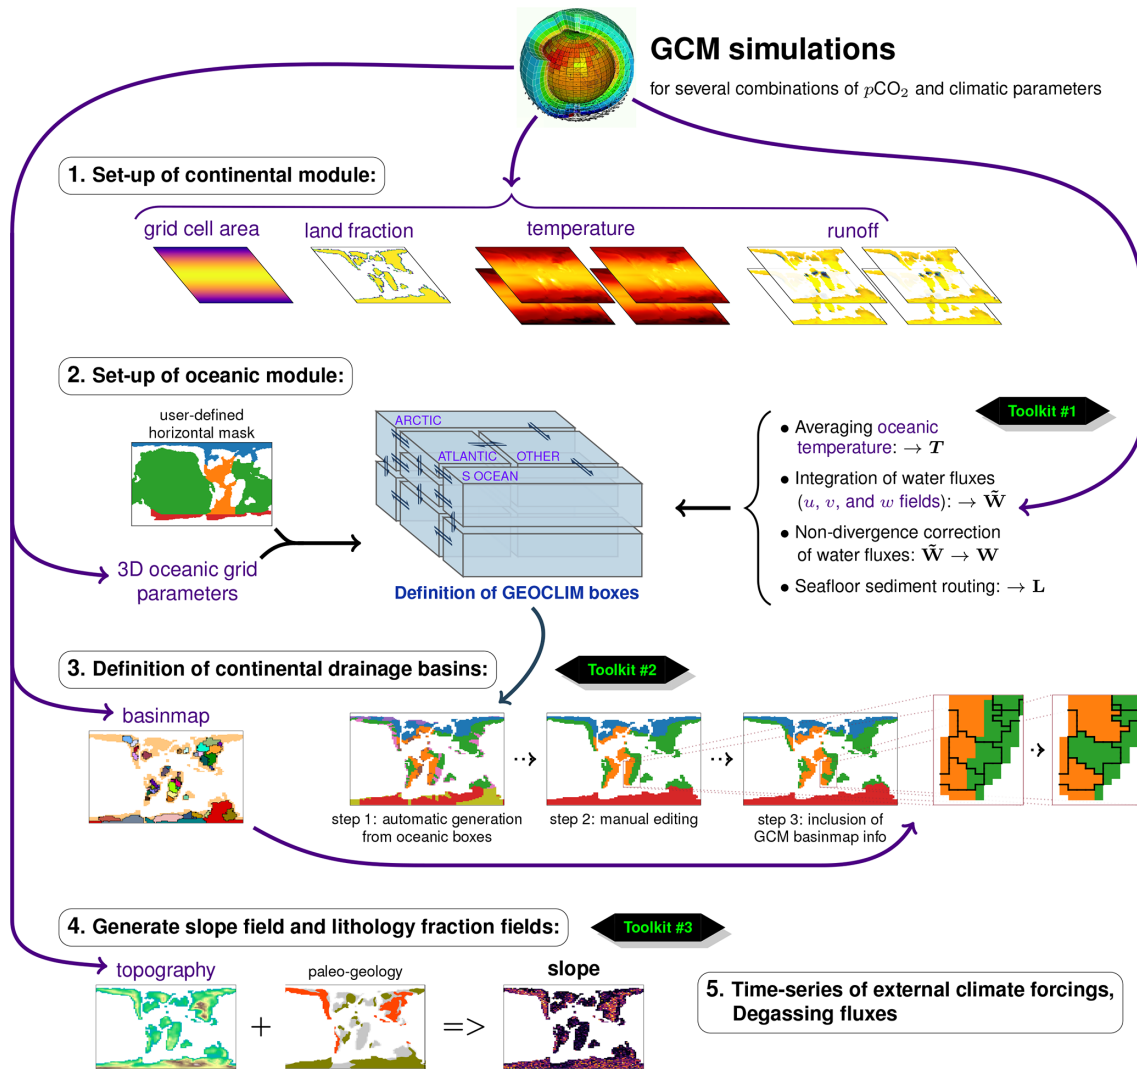 GCM simulations
for several combinations of pCO₂ and climatic parameters
1. Set-up of continental module:
grid cell area
land fraction
temperature
runoff
2. Set-up of oceanic module:
user-defined
horizontal mask
3D oceanic grid
parameters
ARCTIC
ATLANTIC
OTHER
S OCEAN
Definition of GEOCLIM boxes
Toolkit #1
• Averaging oceanic
temperature: → T
• Integration of water fluxes
(u, v, and w fields): → W̃
• Non-divergence correction
of water fluxes: W̃ → W
• Seafloor sediment routing: → L
3. Definition of continental drainage basins:
Toolkit #2
basinmap
step 1: automatic generation
from oceanic boxes
step 2: manual editing
step 3: inclusion of
GCM basinmap info
4. Generate slope field and lithology fraction fields:
Toolkit #3
topography
+
paleo-geology
=>
slope
5. Time-series of external climate forcings,
Degassing fluxes